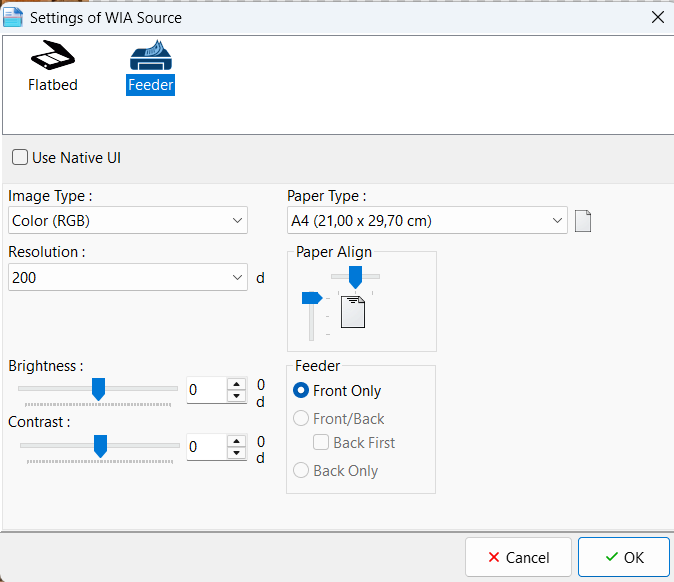 Settings of WIA Source
Flatbed
Feeder
Use Native UI
Image Type :
Paper Type :
Color (RGB)
A4 (21,00 x 29,70 cm)
Resolution :
Paper Align
200
d
Brightness :
Feeder
0
0
d
Front Only
Contrast :
Front/Back
0
0
d
Back First
Back Only
Cancel
OK